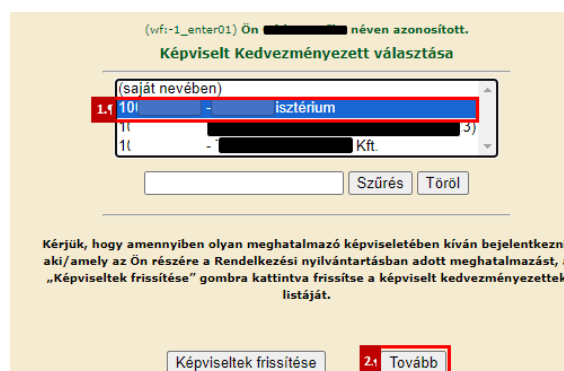 (wf:-1_enter01) Ön néven azonosított.
Képviselt Kedvezményezett választása
(saját nevében)
1.¶ 10 - isztérium
1( 3)
1( - Kft.
Szűrés Töröl
Kérjük, hogy amennyiben olyan meghatalmazó képviseletében kíván bejelentkezni
aki/amely az Ön részére a Rendelkezési nyilvántartásban adott meghatalmazást, a
„Képviseltek frissítése" gombra kattintva frissítse a képviselt kedvezményezettek
listáját.
Képviseltek frissítése 2.¶ Tovább